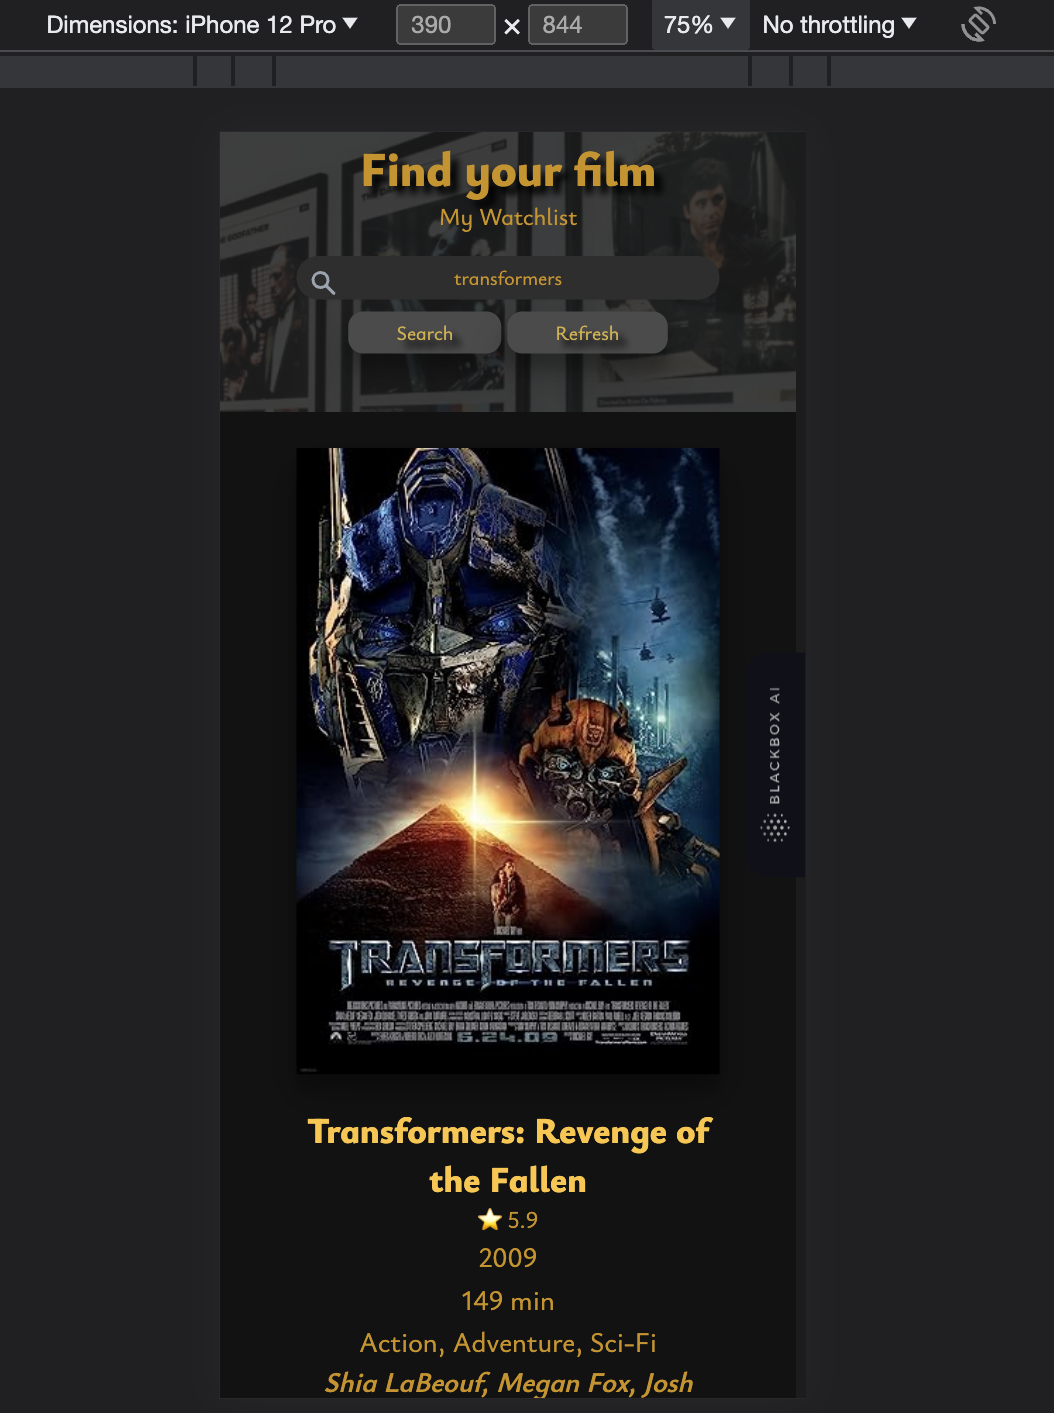 Dimensions: iPhone 12 Pro 390 × 844 75% No throttling
THE GODFATHER
Find your film
My Watchlist
transformers
Search Refresh
BLACKBOX AI
TRANSFORMERS
REVENGE OF THE FALLEN
6.24.09
Transformers: Revenge of
the Fallen
5.9
2009
149 min
Action, Adventure, Sci-Fi
Shia LaBeouf, Megan Fox, Josh